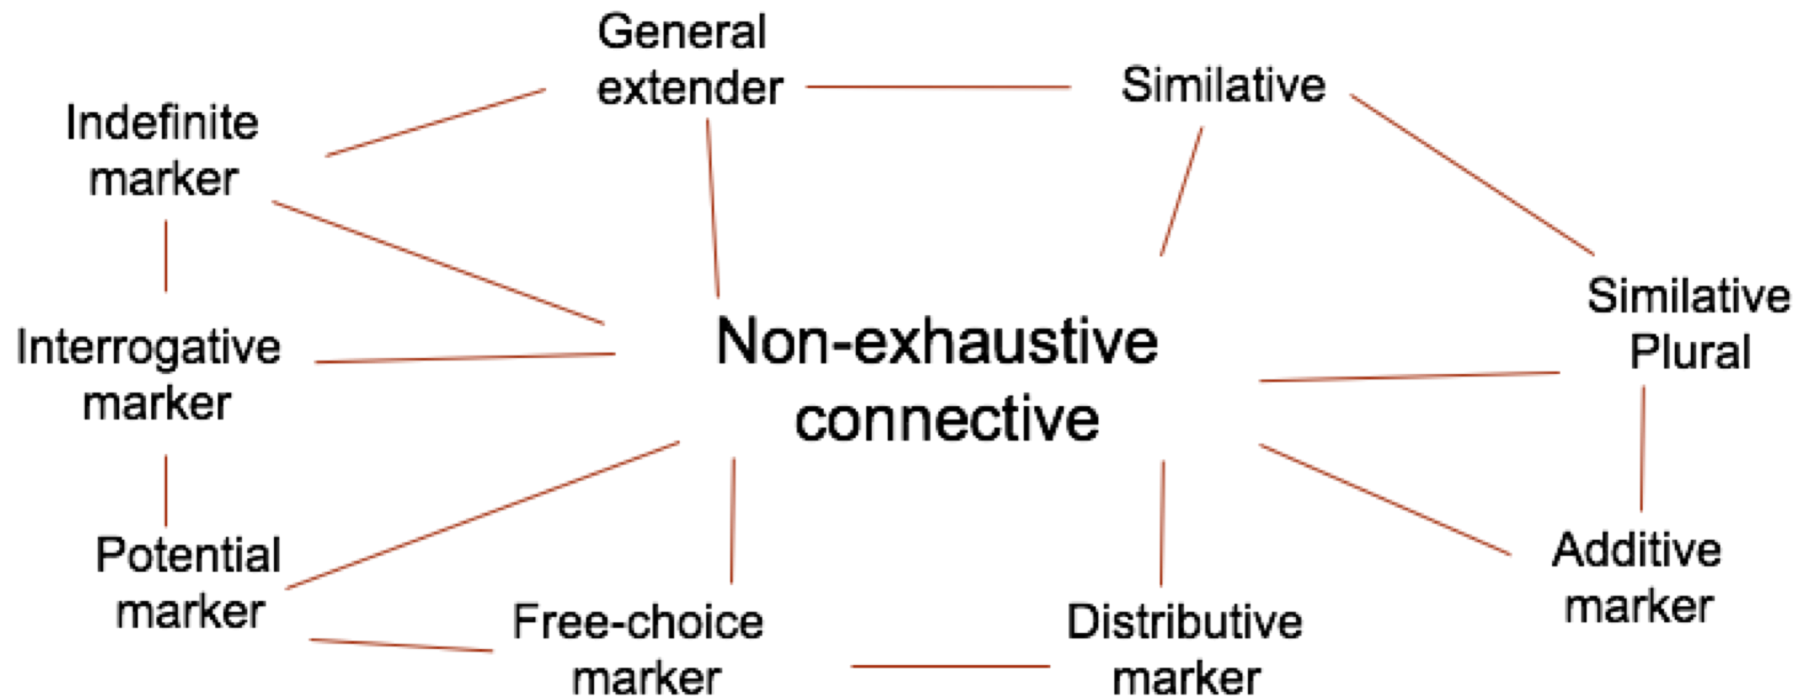 General
extender
Similative
Indefinite
marker
Similative
Plural
Interrogative
marker
Non-exhaustive
connective
Potential
marker
Free-choice
marker
Distributive
marker
Additive
marker